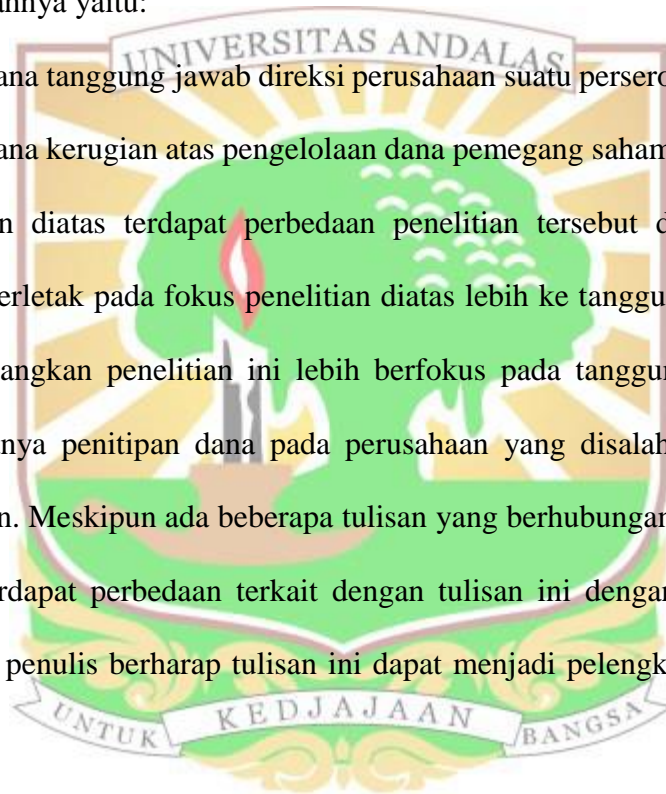 annya yaitu:
UNIVERSITAS ANDALAS
ana tanggung jawab direksi perusahaan suatu persero
ana kerugian atas pengelolaan dana pemegang saham
n diatas terdapat perbedaan penelitian tersebut d
erletak pada fokus penelitian diatas lebih ke tanggu
angkan penelitian ini lebih berfokus pada tanggun
nya penitipan dana pada perusahaan yang disalah
n. Meskipun ada beberapa tulisan yang berhubungan
rdapat perbedaan terkait dengan tulisan ini dengan
penulis berharap tulisan ini dapat menjadi pelengk
UNTUK KEDJAJAAN BANGSA